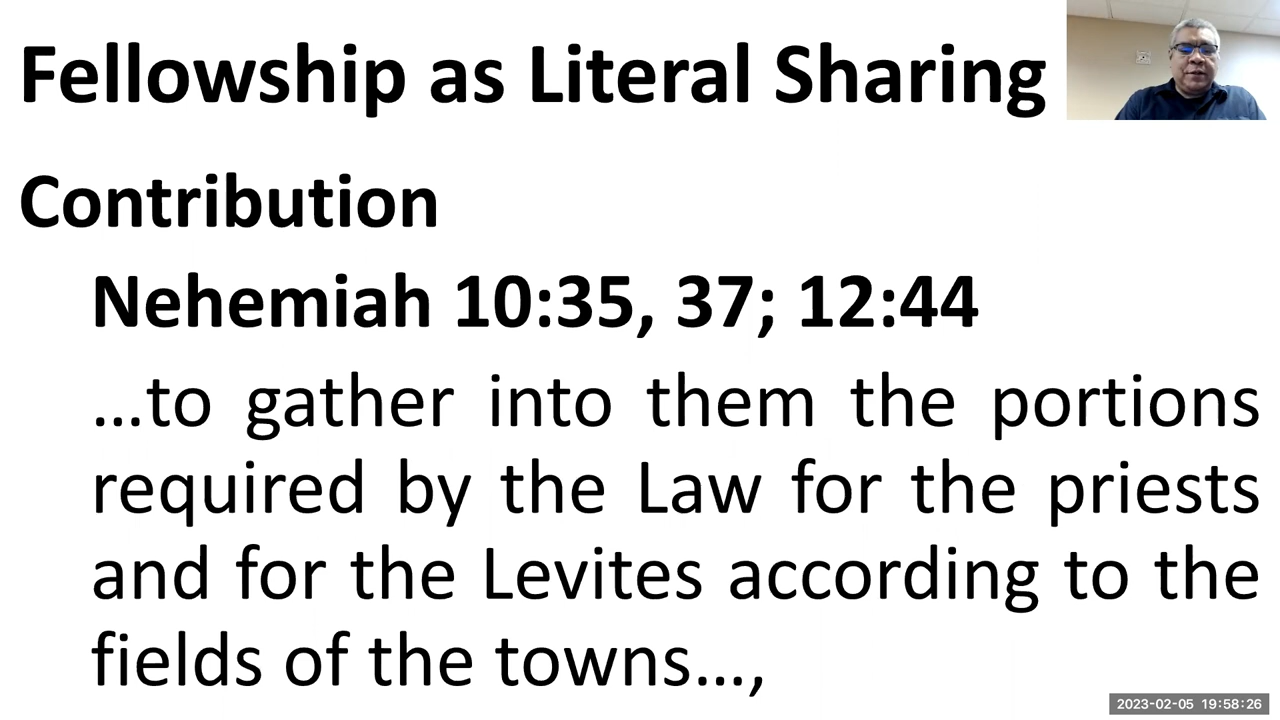 Fellowship as Literal Sharing
Contribution
Nehemiah 10:35, 37; 12:44
...to gather into them the portions
required by the Law for the priests
and for the Levites according to the
fields of the towns...,
2023-02-05 19:58:26